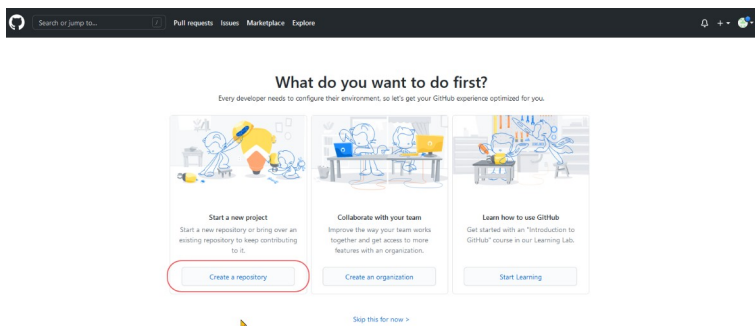 Search or jump to...
/
Pull requests Issues Marketplace Explore
What do you want to do first?
Every developer needs to configure their environment, so let's get your GitHub experience optimized for you.
Start a new project
Start a new repository or bring over an
existing repository to keep contributing
to it.
Create a repository
Collaborate with your team
Improve the way your team works
together and get access to more
features with an organization.
Create an organization
Learn how to use GitHub
Get started with an "Introduction to
GitHub" course in our Learning Lab.
Start Learning
Skip this for now >